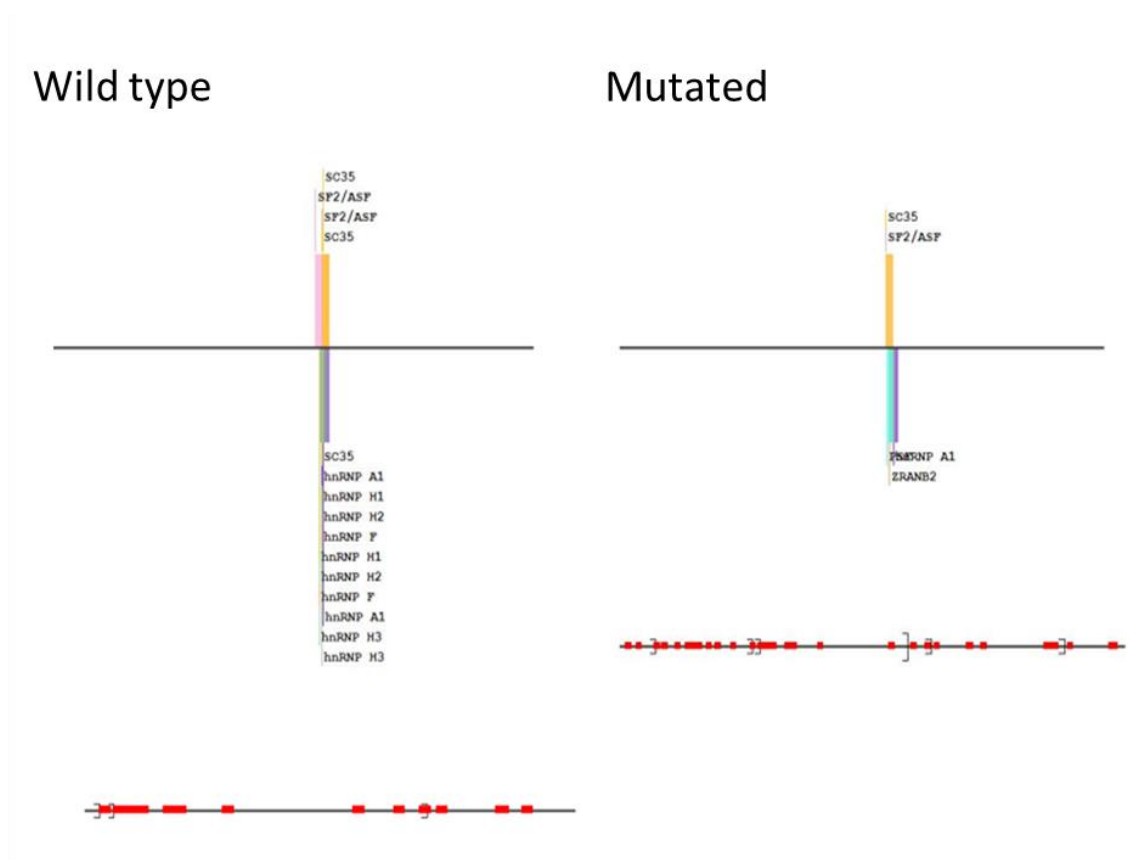 Wild type
SC35
SF2/ASF
SF2/ASF
SC35
SC35
hnRNP A1
hnRNP H1
hnRNP H2
hnRNP F
hnRNP H1
hnRNP H2
hnRNP F
hnRNP A1
hnRNP H3
hnRNP H3
Mutated
SC35
SF2/ASF
A1
ZRANB2